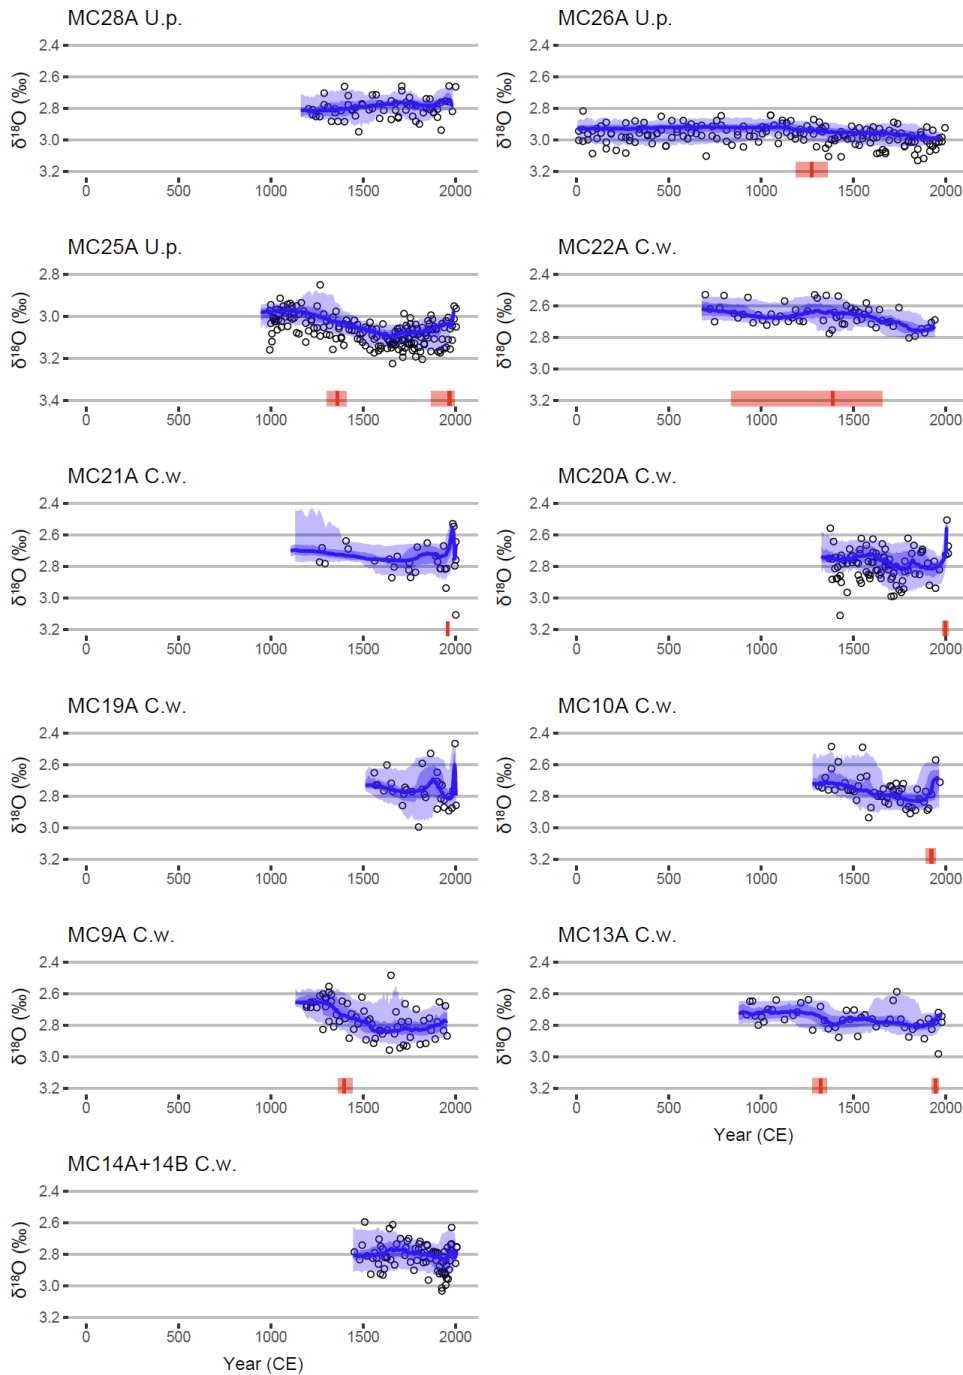 MC28A U.p.
δ¹⁸O (‰)
2.4
2.6
2.8
3.0
3.2
0 500 1000 1500 2000
MC26A U.p.
δ¹⁸O (‰)
2.4
2.6
2.8
3.0
3.2
0 500 1000 1500 2000
MC25A U.p.
δ¹⁸O (‰)
2.8
3.0
3.2
3.4
0 500 1000 1500 2000
MC22A C.w.
δ¹⁸O (‰)
2.4
2.6
2.8
3.0
3.2
0 500 1000 1500 2000
MC21A C.w.
δ¹⁸O (‰)
2.4
2.6
2.8
3.0
3.2
0 500 1000 1500 2000
MC20A C.w.
δ¹⁸O (‰)
2.4
2.6
2.8
3.0
3.2
0 500 1000 1500 2000
MC19A C.w.
δ¹⁸O (‰)
2.4
2.6
2.8
3.0
3.2
0 500 1000 1500 2000
MC10A C.w.
δ¹⁸O (‰)
2.4
2.6
2.8
3.0
3.2
0 500 1000 1500 2000
MC9A C.w.
δ¹⁸O (‰)
2.4
2.6
2.8
3.0
3.2
0 500 1000 1500 2000
MC13A C.w.
δ¹⁸O (‰)
2.4
2.6
2.8
3.0
3.2
0 500 1000 1500 2000
Year (CE)
MC14A+14B C.w.
δ¹⁸O (‰)
2.4
2.6
2.8
3.0
3.2
0 500 1000 1500 2000
Year (CE)